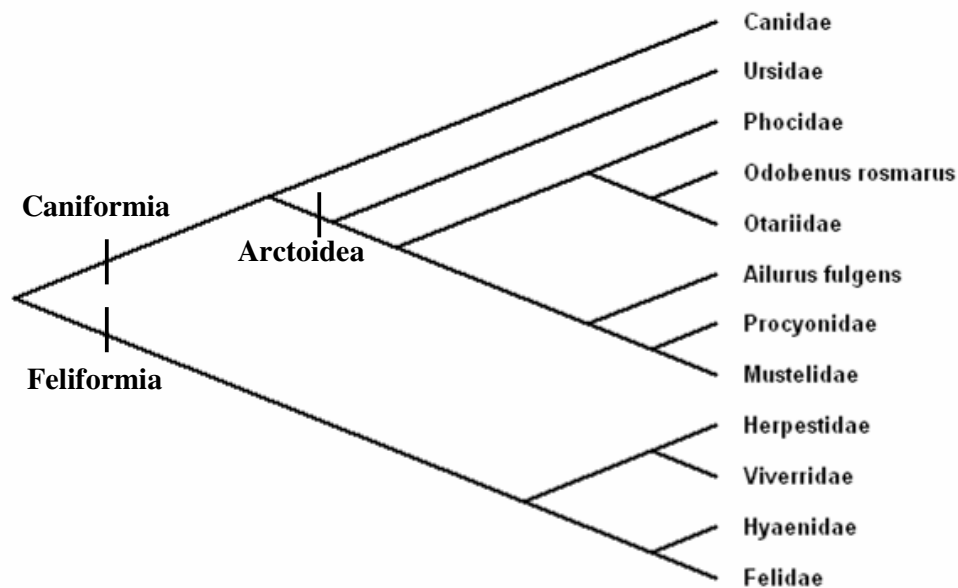 Canidae
Ursidae
Phocidae
Odobenus rosmarus
Caniformia
Otariidae
Arctoidea
Ailurus fulgens
Procyonidae
Feliformia
Mustelidae
Herpestidae
Viverridae
Hyaenidae
Felidae